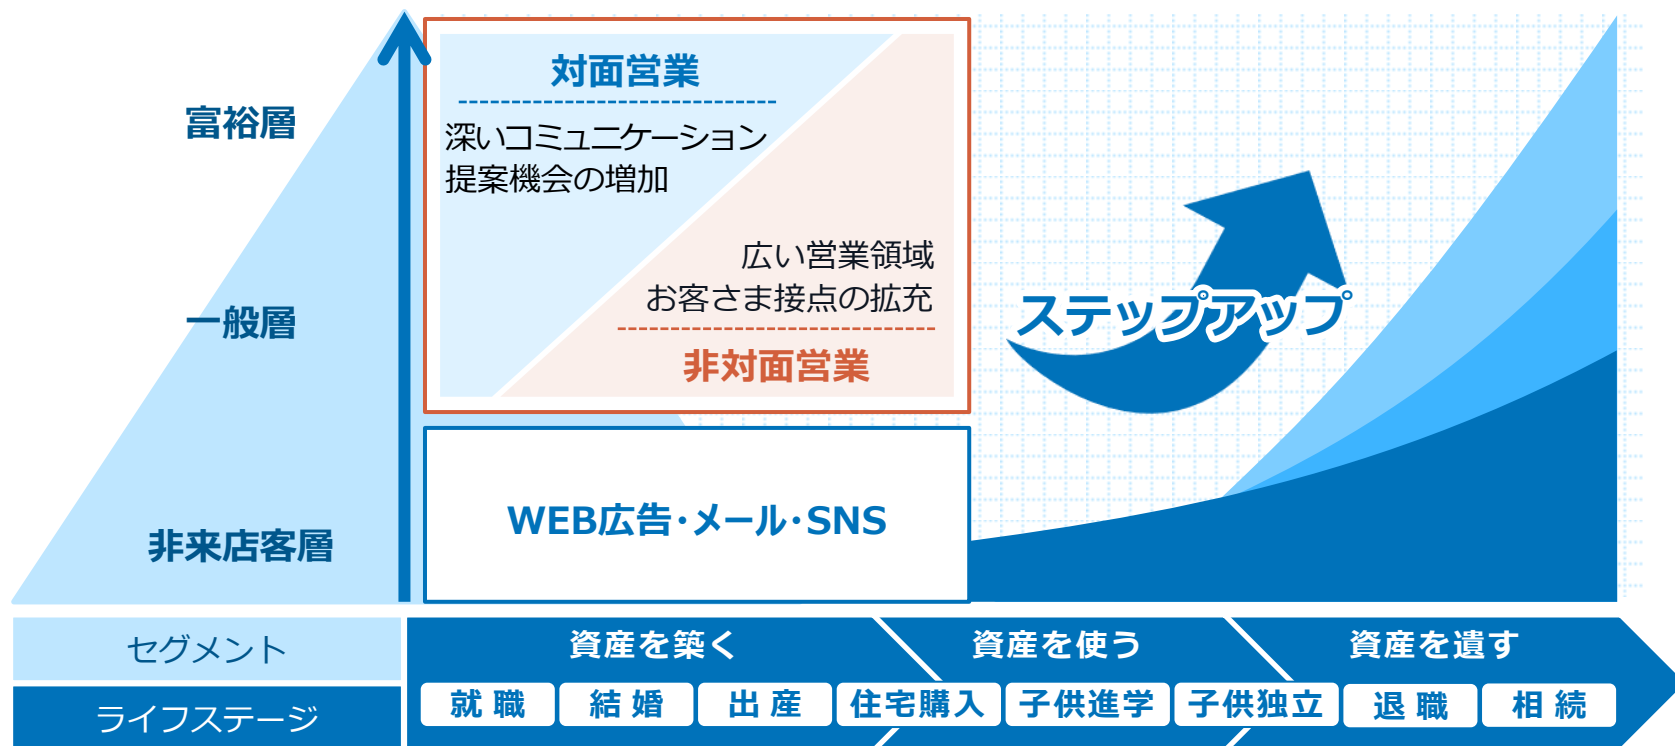 富裕層
一般層
非来店客層
対面営業
深いコミュニケーション
提案機会の増加
広い営業領域
お客さま接点の拡充
非対面営業
WEB広告・メール・SNS
ステップアップ
セグメント
資産を築く
資産を使う
資産を遺す
ライフステージ
就職
結婚
出産
住宅購入
子供進学
子供独立
退職
相続